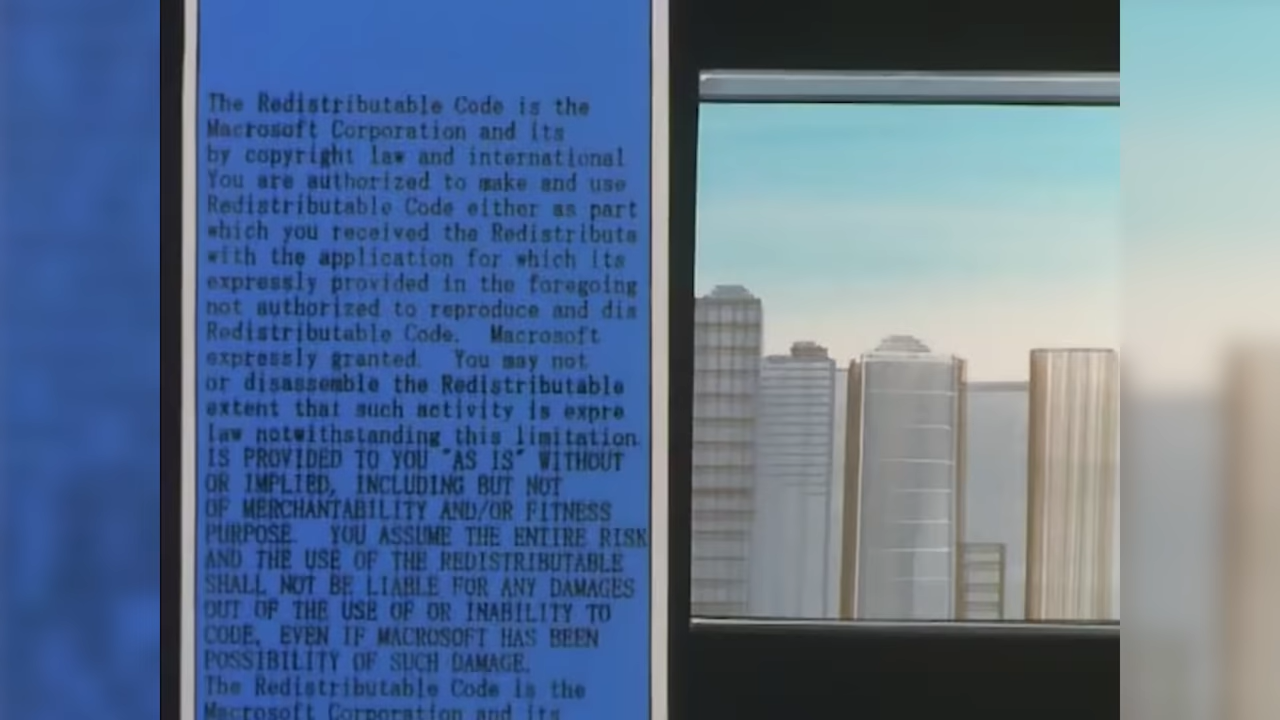 The Redistributable Code is the
Macrosoft Corporation and its
by copyright law and international
You are authorized to make and use
Redistributable Code either as part
which you received the Redistributa
with the application for which its
expressly provided in the foregoing
not authorized to reproduce and dis
Redistributable Code. Macrosoft
expressly granted. You may not
or disassemble the Redistributable
extent that such activity is expre
law notwithstanding this limitation.
IS PROVIDED TO YOU "AS IS" WITHOUT
OR IMPLIED, INCLUDING BUT NOT
OF MERCHANTABILITY AND/OR FITNESS
PURPOSE. YOU ASSUME THE ENTIRE RISK
AND THE USE OF THE REDISTRIBUTABLE
SHALL NOT BE LIABLE FOR ANY DAMAGES
OUT OF THE USE OF OR INABILITY TO
CODE, EVEN IF MACROSOFT HAS BEEN
POSSIBILITY OF SUCH DAMAGE.
The Redistributable Code is the
Macrosoft Corporation and its